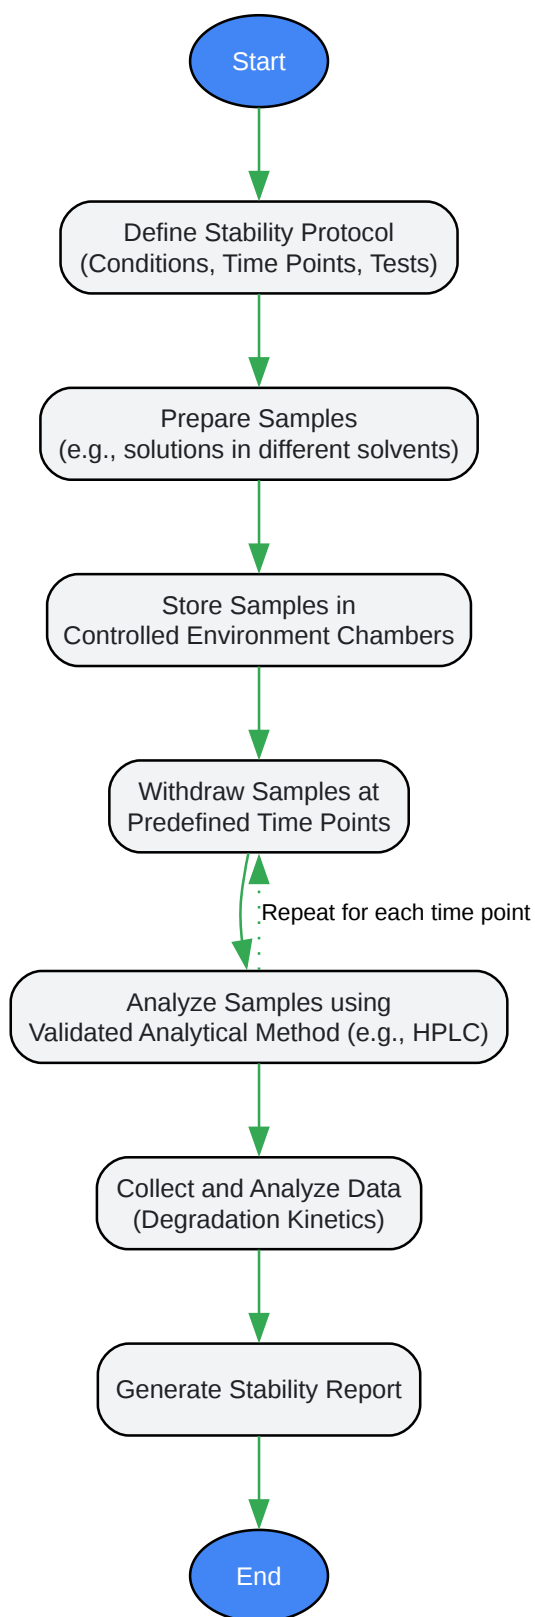 Start
Define Stability Protocol
(Conditions, Time Points, Tests)
Prepare Samples
(e.g., solutions in different solvents)
Store Samples in
Controlled Environment Chambers
Withdraw Samples at
Predefined Time Points
Repeat for each time point
Analyze Samples using
Validated Analytical Method (e.g., HPLC)
Collect and Analyze Data
(Degradation Kinetics)
Generate Stability Report
End